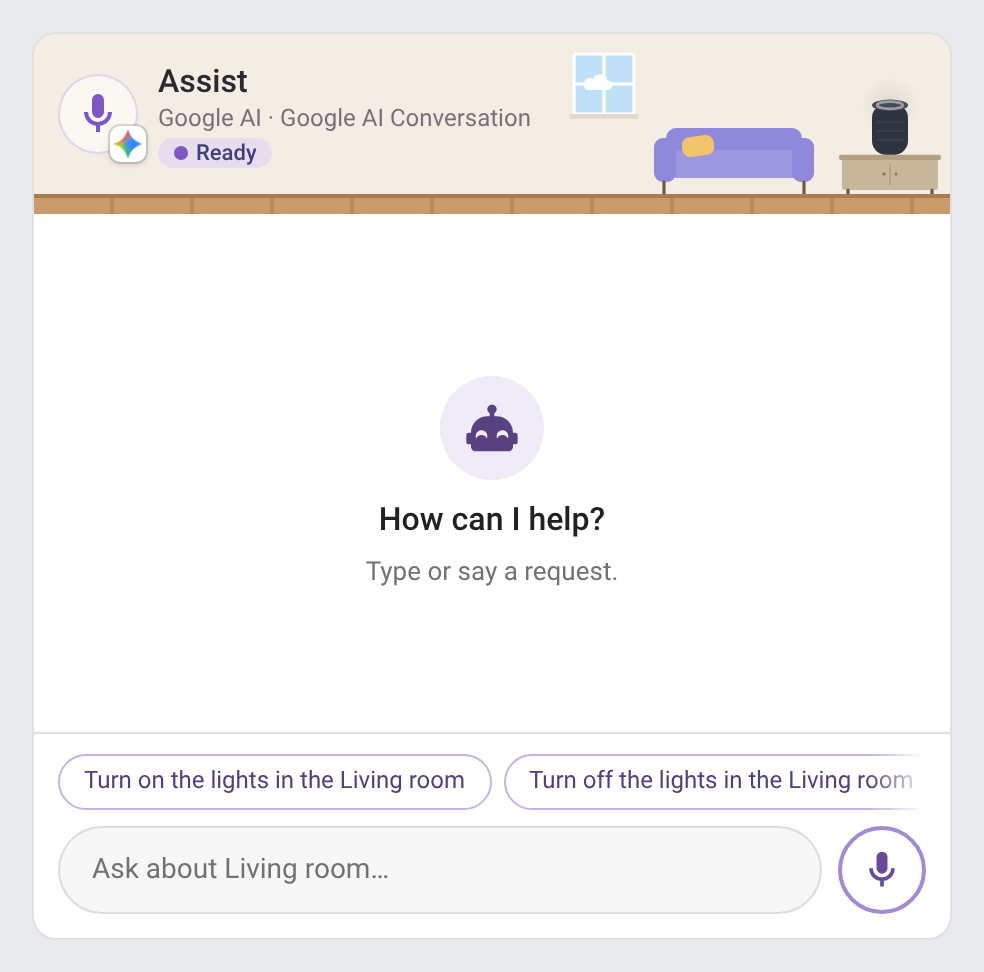 Assist
Google AI · Google AI Conversation
Ready
How can I help?
Type or say a request.
Turn on the lights in the Living room
Turn off the lights in the Living room
Ask about Living room...